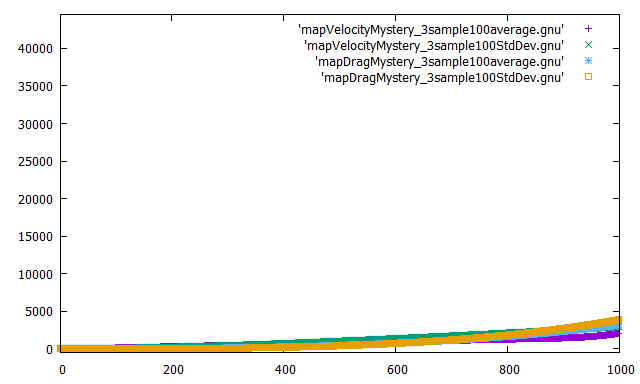 'mapVelocityMystery_3sample100average.gnu'
'mapVelocityMystery_3sample100StdDev.gnu'
'mapDragMystery_3sample100average.gnu'
'mapDragMystery_3sample100StdDev.gnu'
40000
35000
30000
25000
20000
15000
10000
5000
0
0 200 400 600 800 1000